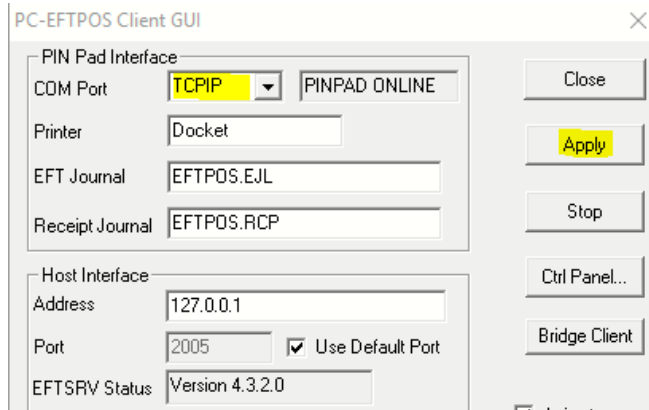 PC-EFTPOS Client GUI
PIN Pad Interface
COM Port TCPIP PINPAD ONLINE
Close
Printer Docket
Apply
EFT Journal EFTPOS.EJL
Receipt Journal EFTPOS.RCP
Stop
Host Interface
Address 127.0.0.1
Ctrl Panel...
Port 2005 Use Default Port
Bridge Client
EFTSRV Status Version 4.3.2.0